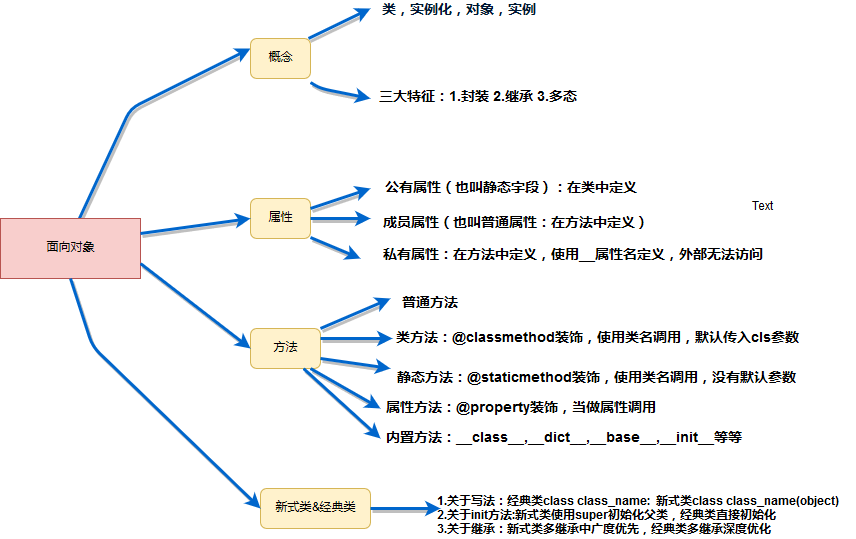 类，实例化，对象，实例
概念
三大特征：1.封装 2.继承 3.多态
公有属性（也叫静态字段）：在类中定义
Text
属性
成员属性（也叫普通属性：在方法中定义）
面向对象
私有属性：在方法中定义，使用__属性名定义，外部无法访问
普通方法
类方法：@classmethod装饰，使用类名调用，默认传入cls参数
方法
静态方法：@staticmethod装饰，使用类名调用，没有默认参数
属性方法：@property装饰，当做属性调用
内置方法：__class__,__dict__,__base__,__init__等等
新式类&经典类
1.关于写法：经典类class class_name: 新式类class class_name(object)
2.关于init方法:新式类使用super初始化父类，经典类直接初始化
3.关于继承：新式类多继承中广度优先，经典类多继承深度优化